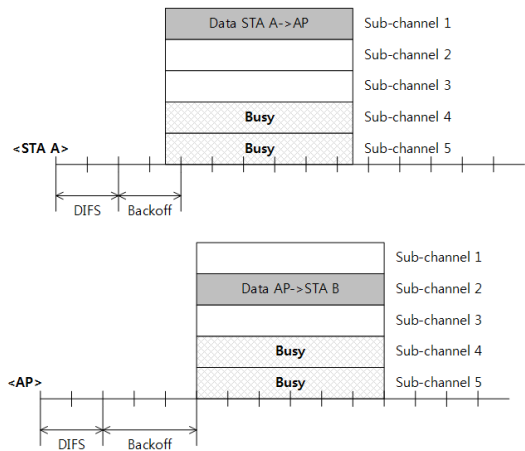 Data STA A->AP Sub-channel 1
Sub-channel 2
Sub-channel 3
Busy Sub-channel 4
<STA A> Busy Sub-channel 5
DIFS Backoff
Sub-channel 1
Data AP->STA B Sub-channel 2
Sub-channel 3
Busy Sub-channel 4
<AP> Busy Sub-channel 5
DIFS Backoff